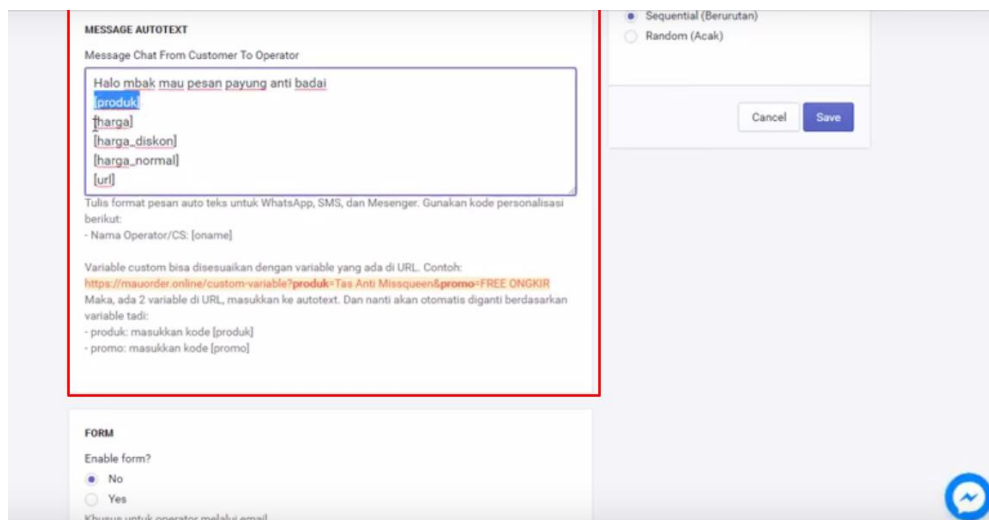 MESSAGE AUTOTEXT
Message Chat From Customer To Operator
Halo mbak mau pesan payung anti badai
[produk]
[harga]
[harga_diskon]
[harga_normal]
[url]
Tulis format pesan auto teks untuk WhatsApp, SMS, dan Mesenger. Gunakan kode personalisasi
berikut:
- Nama Operator/CS: [oname]
Variable custom bisa disesuaikan dengan variable yang ada di URL. Contoh:
https://mauorder.online/custom-variable?produk=Tas Anti Missqueen&promo=FREE ONGKIR
Maka, ada 2 variable di URL, masukkan ke autotext. Dan nanti akan otomatis diganti berdasarkan
variable tadi:
- produk: masukkan kode [produk]
- promo: masukkan kode [promo]
FORM
Enable form?
No
Yes
Khusus untuk operator melalui email
Sequential (Berurutan)
Random (Acak)
Cancel
Save